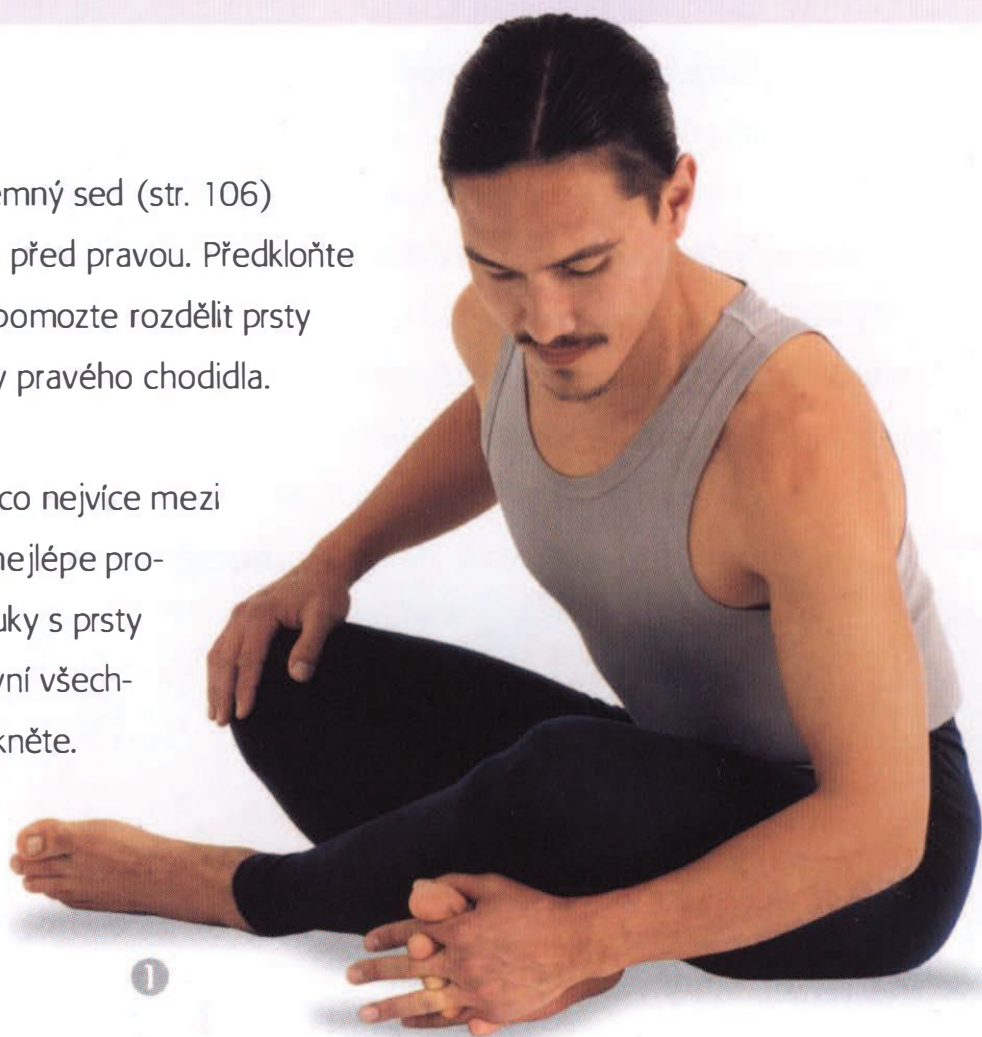 emný sed (str. 106)
před pravou. Předkloňte
pomozte rozdělit prsty
y pravého chodidla.
co nejvíce mezi
nejlépe pro-
uky s prsty
vní všech-
kněte.
1